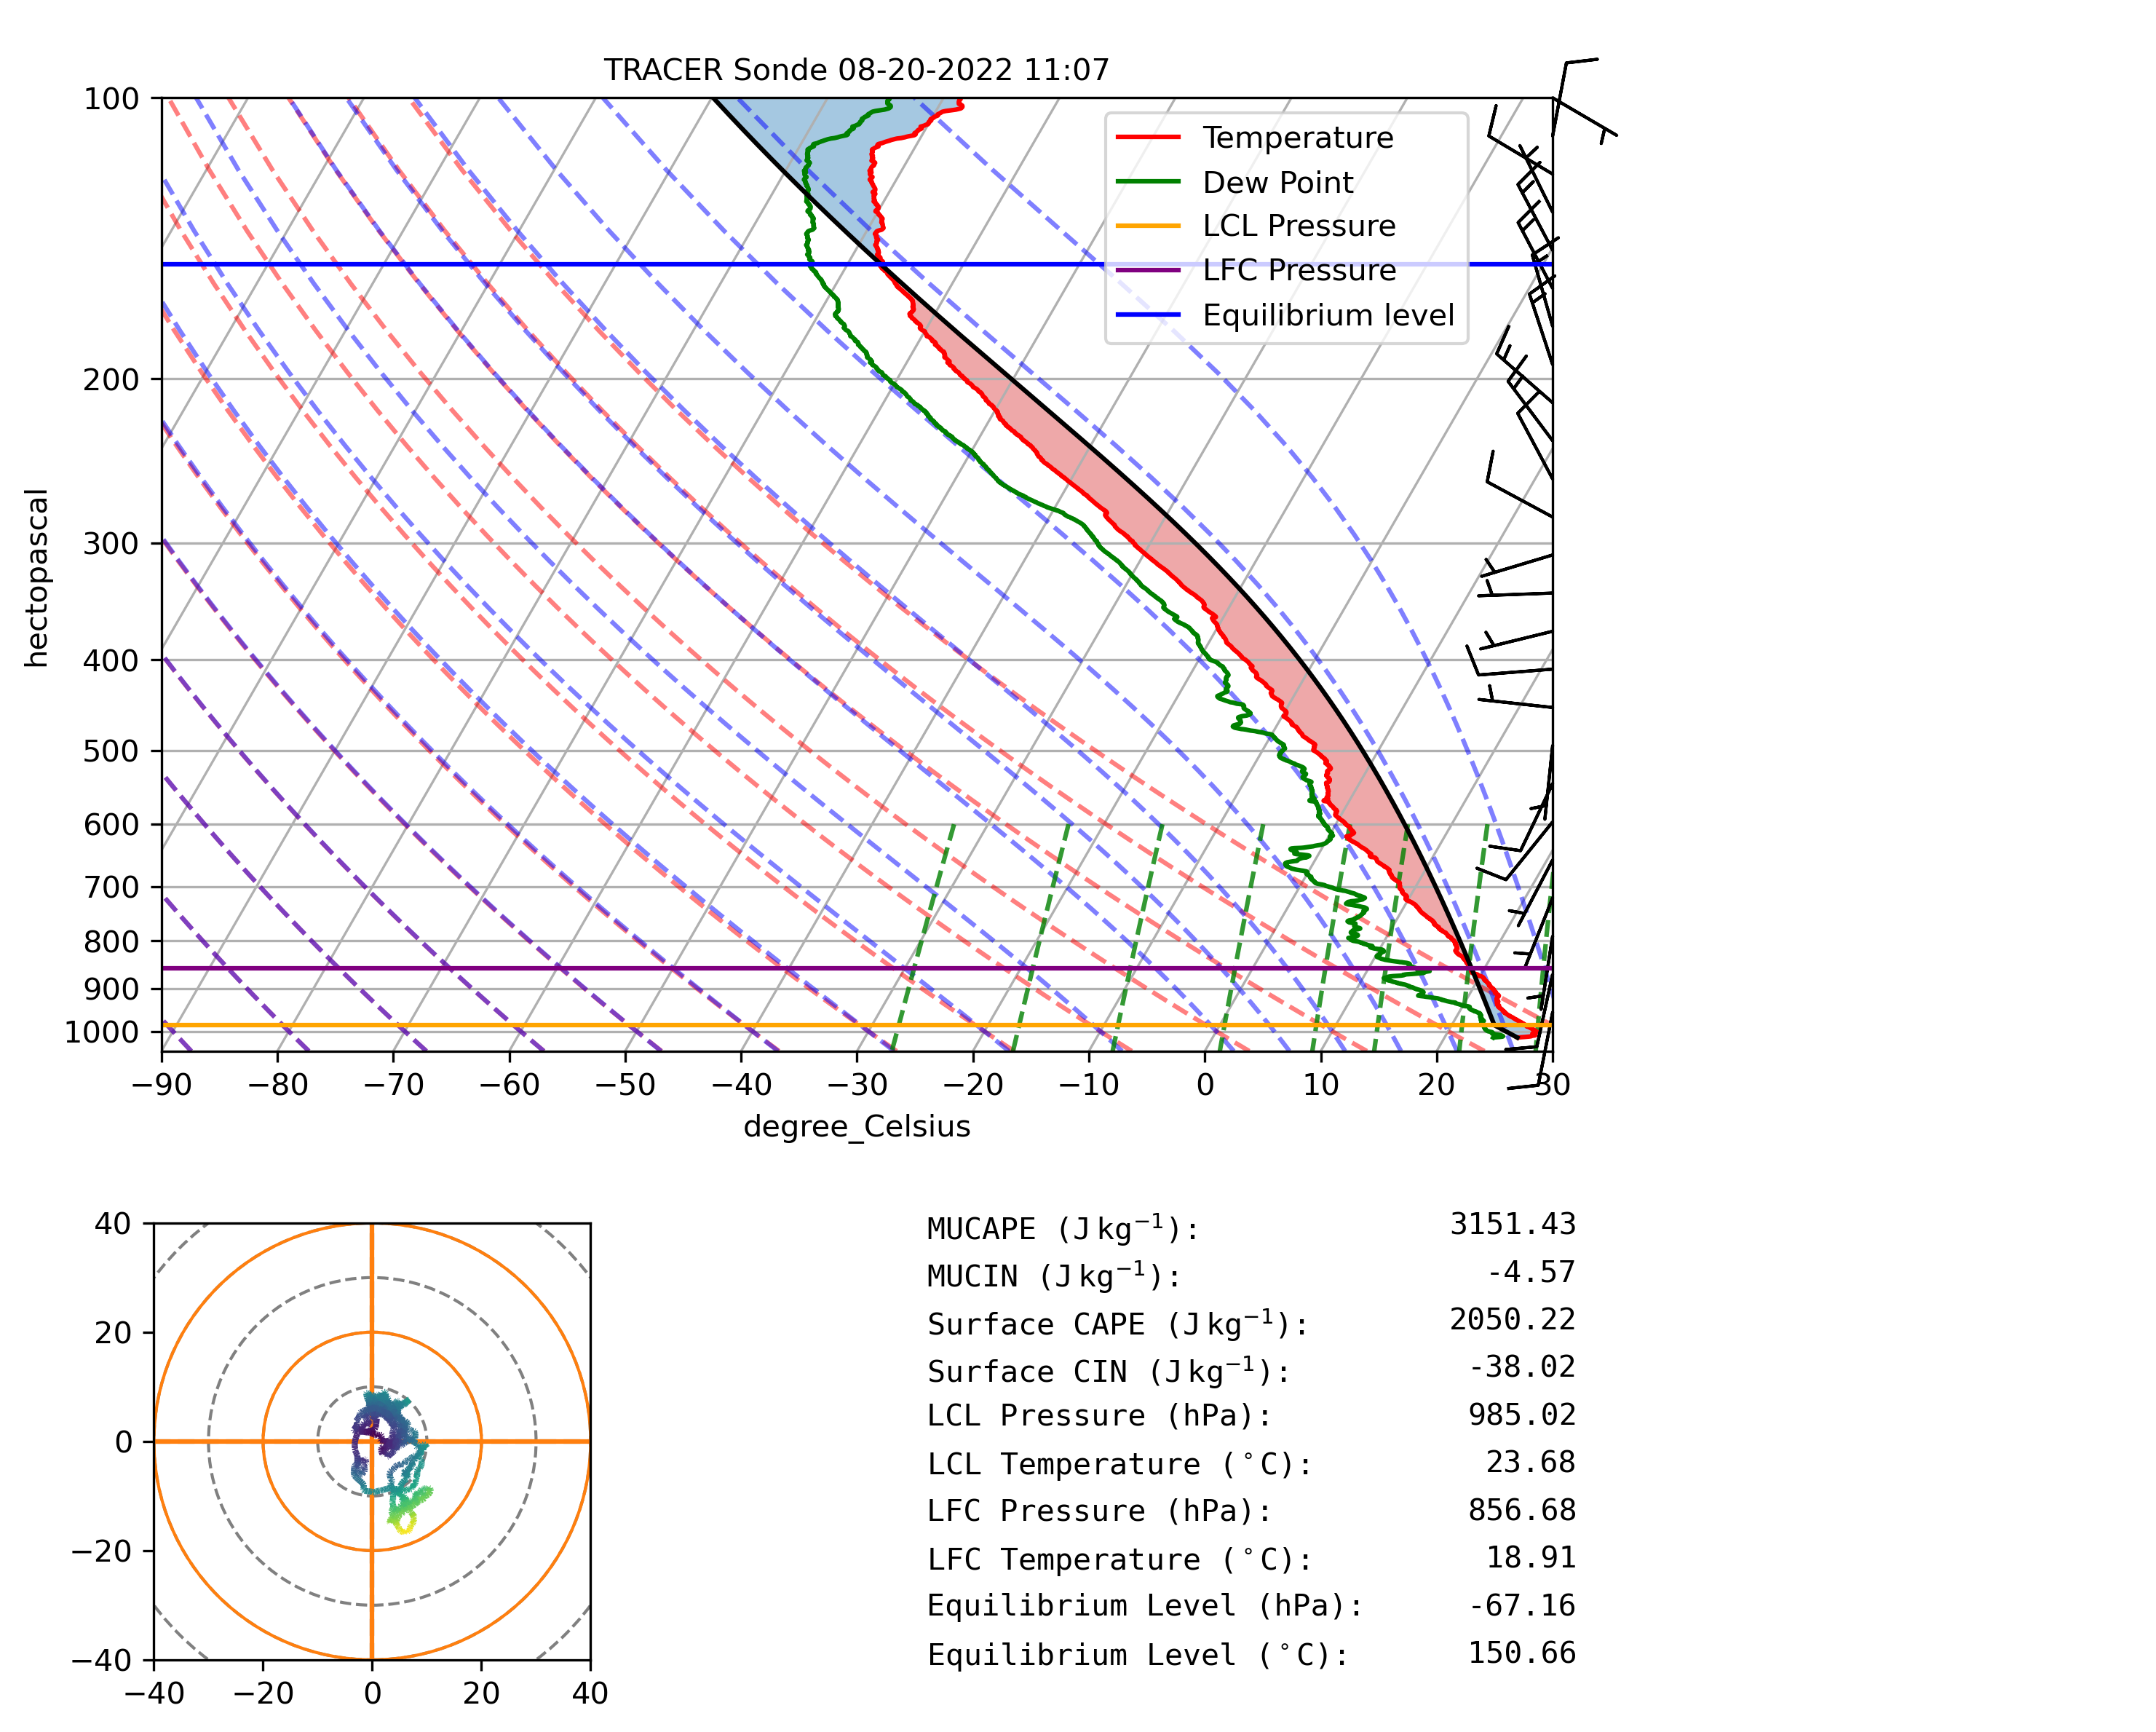 TRACER Sonde 08-20-2022 11:07
100
200
300
400
500
600
700
800
900
1000
hectopascal
Temperature
Dew Point
LCL Pressure
LFC Pressure
Equilibrium level
−90 −80 −70 −60 −50 −40 −30 −20 −10 0 10 20 30
degree_Celsius
40
20
0
−20
−40
−40 −20 0 20 40
MUCAPE (J kg⁻¹): 3151.43
MUCIN (J kg⁻¹): -4.57
Surface CAPE (J kg⁻¹): 2050.22
Surface CIN (J kg⁻¹): -38.02
LCL Pressure (hPa): 985.02
LCL Temperature (°C): 23.68
LFC Pressure (hPa): 856.68
LFC Temperature (°C): 18.91
Equilibrium Level (hPa): -67.16
Equilibrium Level (°C): 150.66